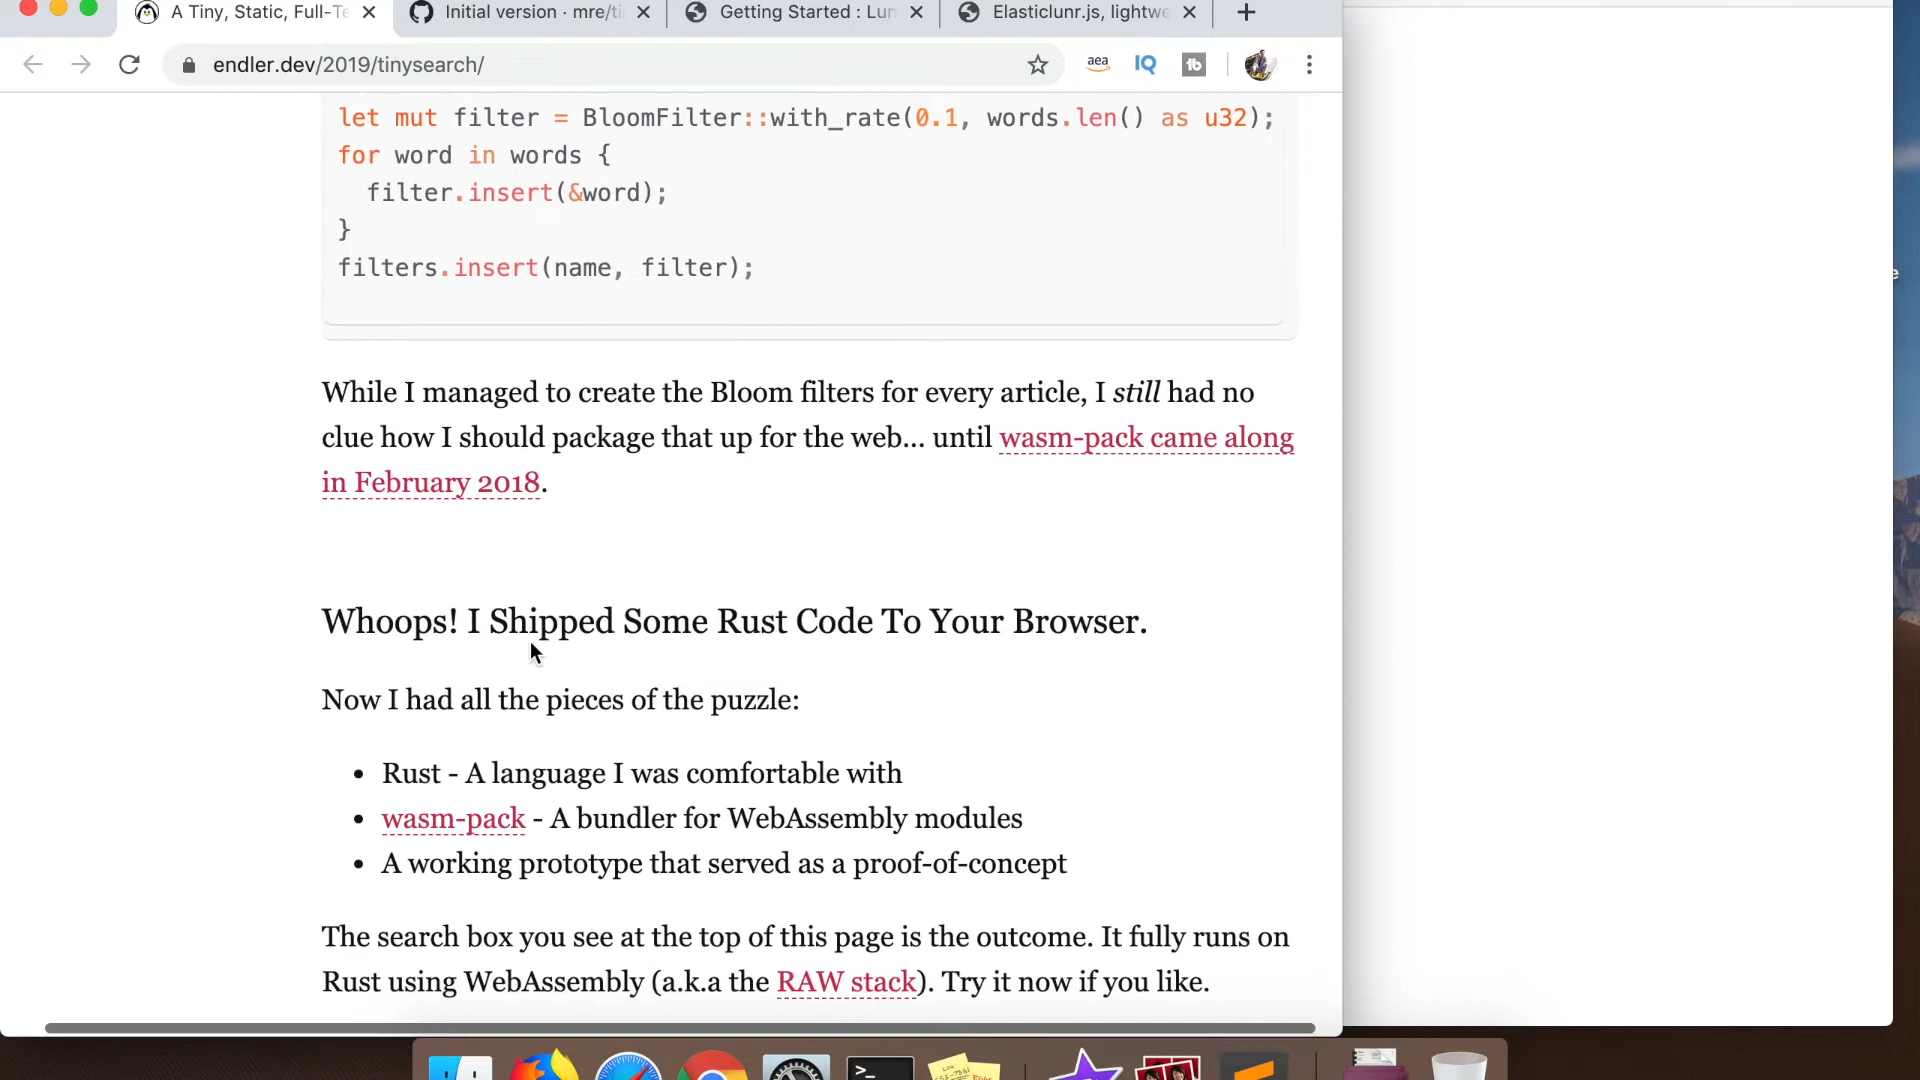 A Tiny, Static, Full-Te
Initial version · mre/ti
Getting Started : Lun
Elasticlunr.js, lightwe
endler.dev/2019/tinysearch/
aea
IQ
tb
let mut filter = BloomFilter::with_rate(0.1, words.len() as u32);
for word in words {
filter.insert(&word);
}
filters.insert(name, filter);
While I managed to create the Bloom filters for every article, I still had no
clue how I should package that up for the web... until wasm-pack came along
in February 2018.
Whoops! I Shipped Some Rust Code To Your Browser.
Now I had all the pieces of the puzzle:
• Rust - A language I was comfortable with
• wasm-pack - A bundler for WebAssembly modules
• A working prototype that served as a proof-of-concept
The search box you see at the top of this page is the outcome. It fully runs on
Rust using WebAssembly (a.k.a the RAW stack). Try it now if you like.
e
>_